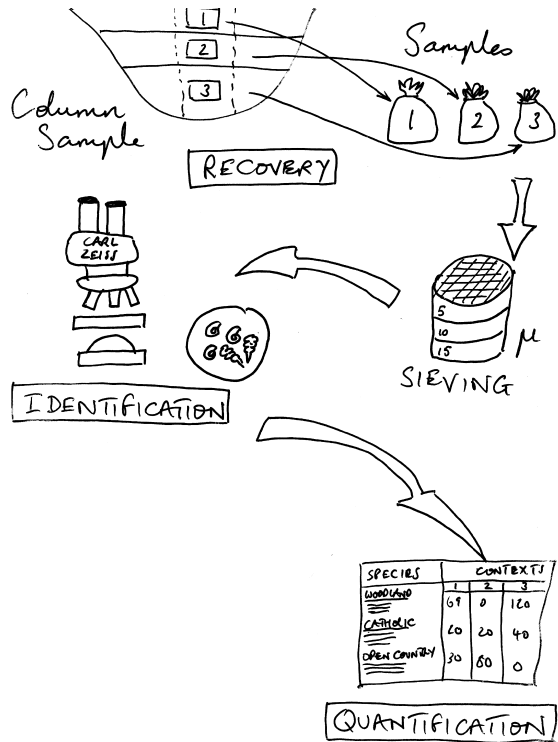 1
2
3
Samples
Column
Sample
1 2 3
RECOVERY
CARL
ZEISS
5
10
15
μ
SIEVING
IDENTIFICATION
SPECIES CONTEXTS
1 2 3
WOODLAND 69 0 120
CATHOLIC 20 20 40
OPEN COUNTRY 30 80 0
QUANTIFICATION